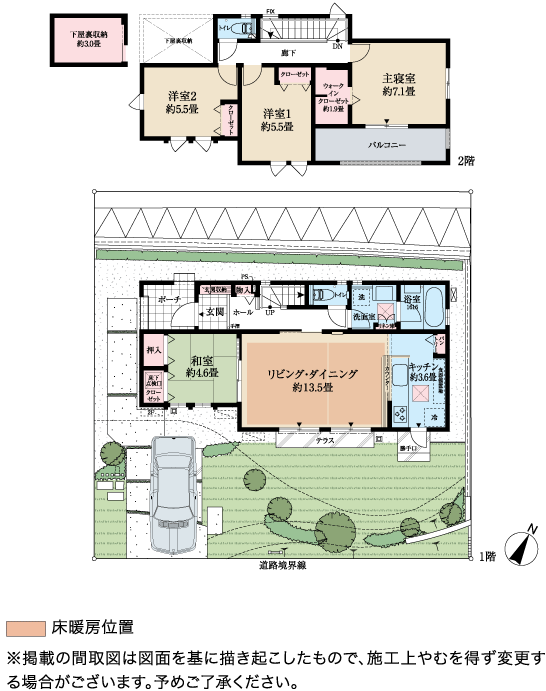 下屋裏収納
約3.0畳
下屋裏収納
トイレ
FIX
DN
廊下
洋室2
約5.5畳
クローゼット
クローゼット
洋室1
約5.5畳
ウォーク
イン
クローゼット
約1.9畳
主寝室
約7.1畳
バルコニー
2階
PS
ポーチ
玄関収納
物入
玄関
ホール
UP
トイレ
洗
洗面室
浴室
1616
押入
和室
約4.6畳
床下
点検口
クローゼット
リビング・ダイニング
約13.5畳
カウンター
キッチン
約3.6畳
冷
テラス
勝手口
道路境界線
1階
N
床暖房位置
※掲載の間取図は図面を基に描き起こしたもので、施工上やむを得ず変更す
る場合がございます。予めご了承ください。